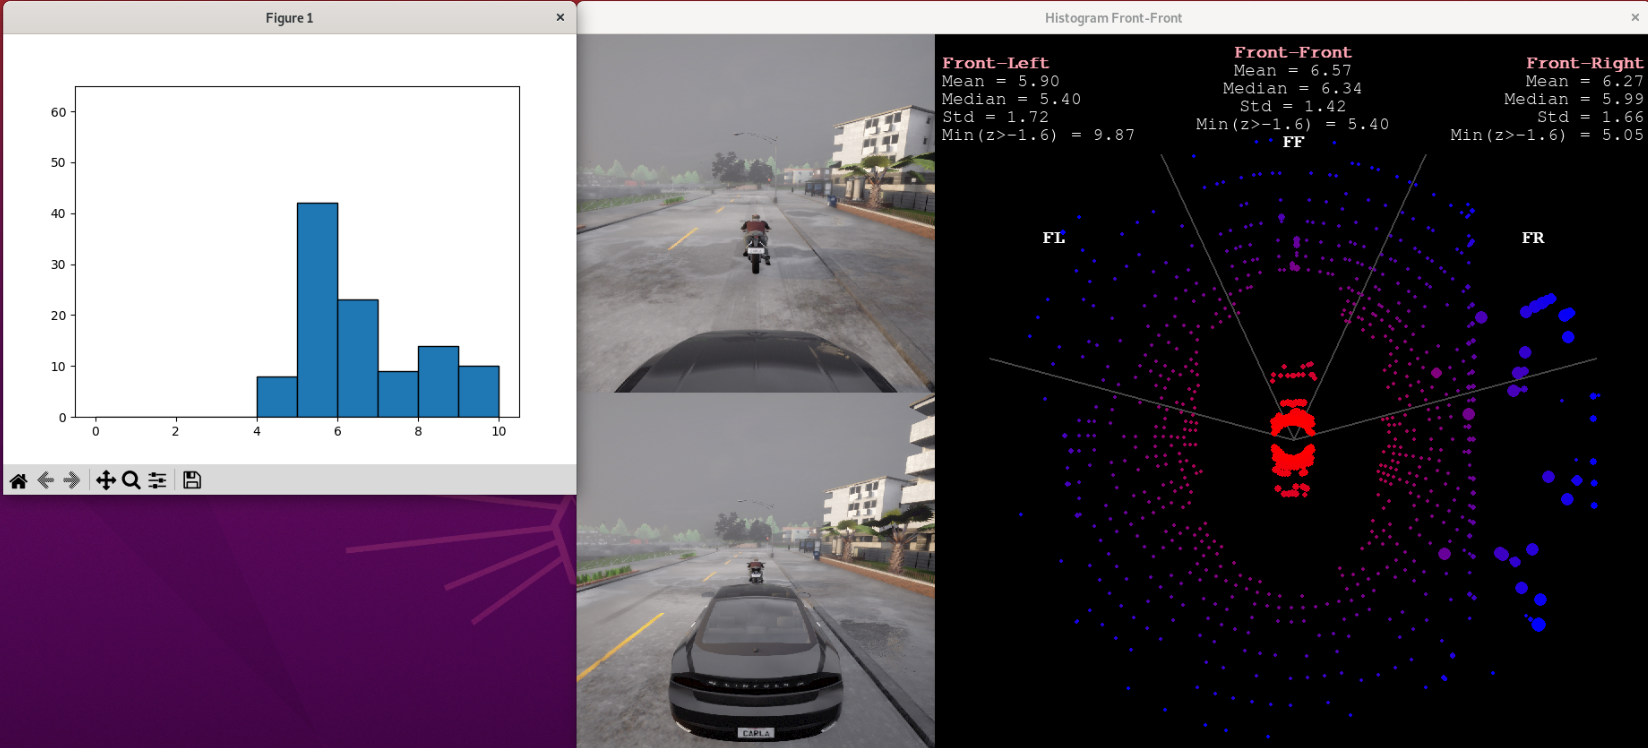 Figure 1
60
50
40
30
20
10
0
0 2 4 6 8 10
Histogram Front-Front
Front-Left
Mean = 5.90
Median = 5.40
Std = 1.72
Min(z>-1.6) = 9.87
Front-Front
Mean = 6.57
Median = 6.34
Std = 1.42
Min(z>-1.6) = 5.40
Front-Right
Mean = 6.27
Median = 5.99
Std = 1.66
Min(z>-1.6) = 5.05
FF
FL
FR
LINCOLN
CARLA